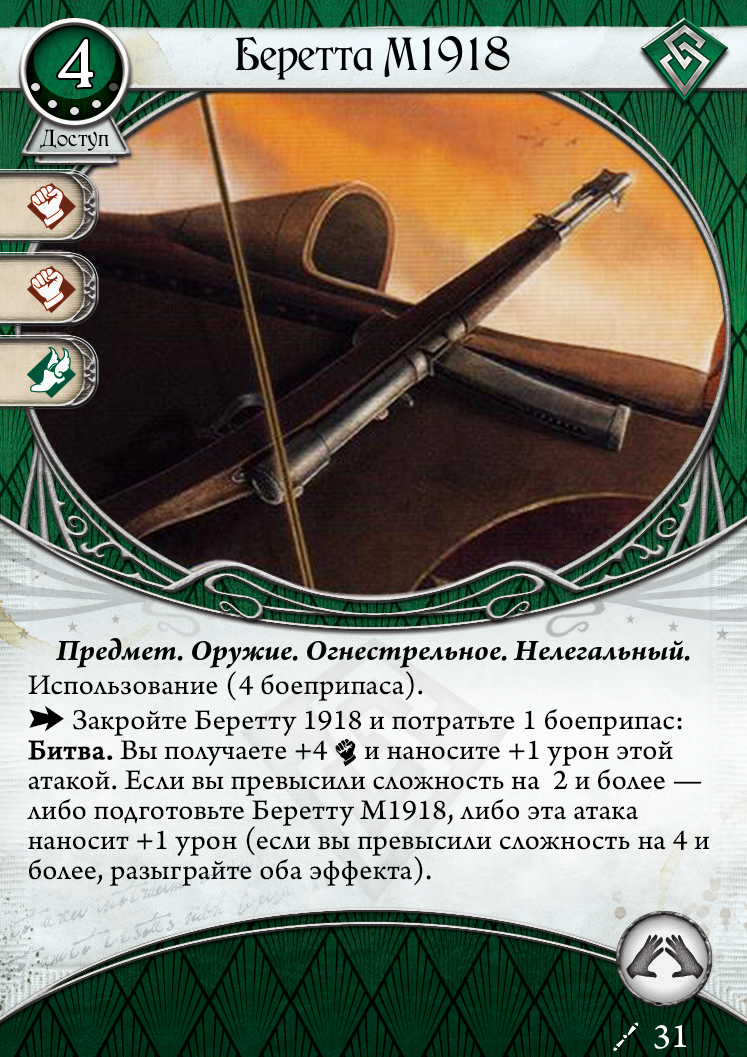 4
Беретта М1918
Доступ
Предмет. Оружие. Огнестрельное. Нелегальный.
Использование (4 боеприпаса).
Закройте Беретту 1918 и потратьте 1 боеприпас:
Битва. Вы получаете +4 и наносите +1 урон этой
атакой. Если вы превысили сложность на 2 и более —
либо подготовьте Беретту М1918, либо эта атака
наносит +1 урон (если вы превысили сложность на 4 и
более, разыграйте оба эффекта).
31